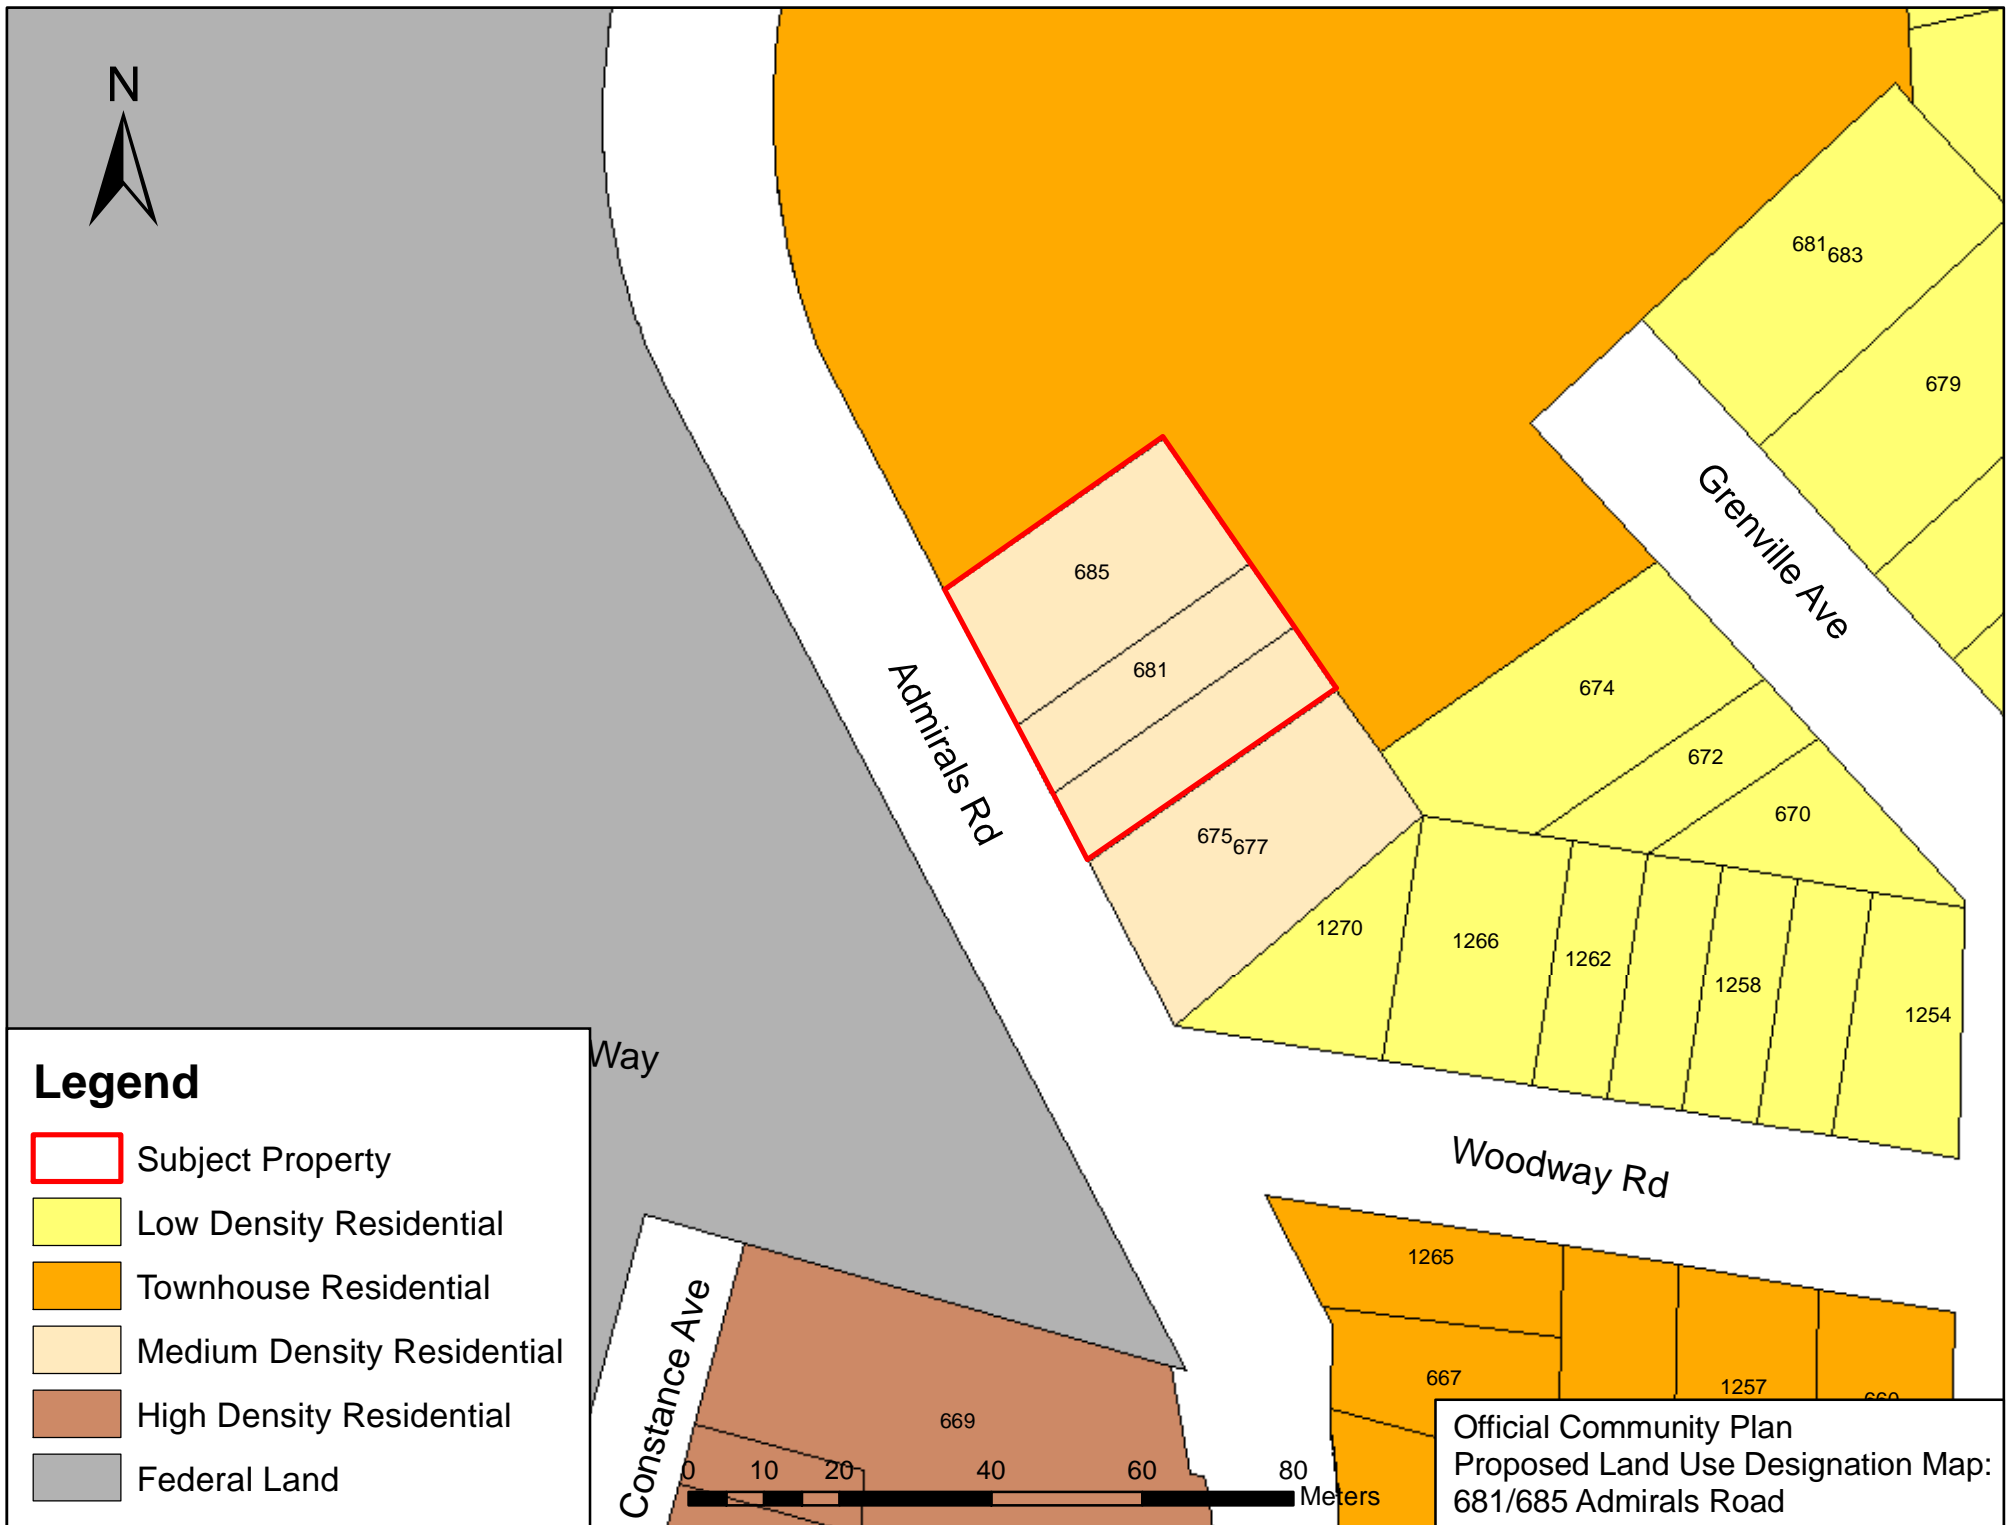 N
681 683
679
Grenville Ave
685
681
674
672
670
Admirals Rd
675 677
1270
1266
1262
1258
1254
Way
Woodway Rd
Legend
Subject Property
Low Density Residential
Townhouse Residential
Medium Density Residential
High Density Residential
Federal Land
Constance Ave
669
1265
667
1257
0 10 20 40 60 80
Meters
Official Community Plan
Proposed Land Use Designation Map:
681/685 Admirals Road